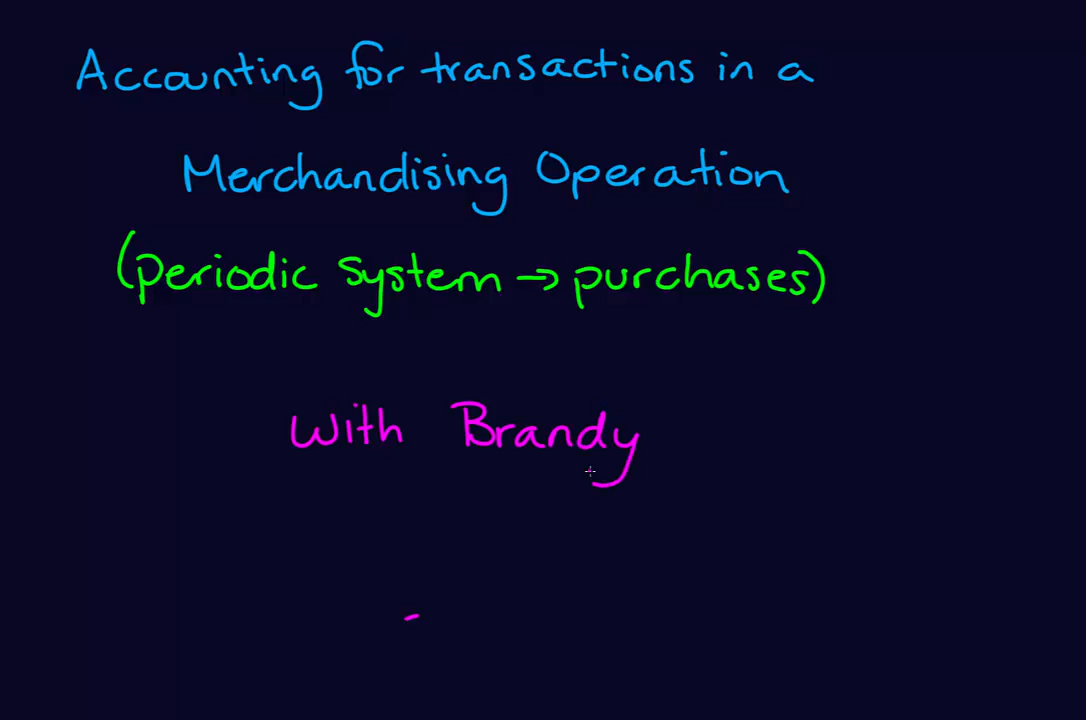 Accounting for transactions in a
Merchandising Operation
(periodic system → purchases)
With Brandy